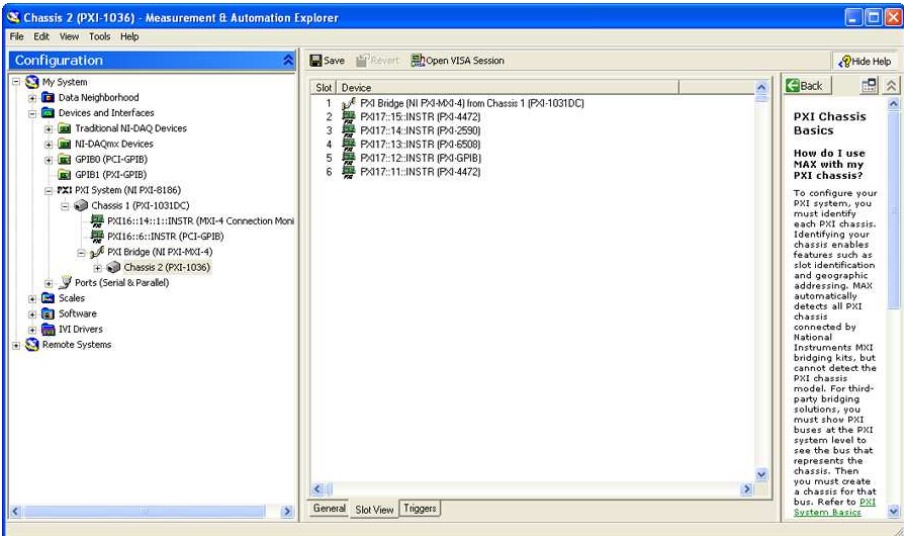 Chassis 2 (PXI-1036) - Measurement & Automation Explorer
File Edit View Tools Help
Configuration
My System
Data Neighborhood
Devices and Interfaces
Traditional NI-DAQ Devices
NI-DAQmx Devices
GPIB0 (PCI-GPIB)
GPIB1 (PXI-GPIB)
PXI PXI System (NI PXI-8186)
Chassis 1 (PXI-1031DC)
PXI16::14::1::INSTR (MXI-4 Connection Moni
PXI16::6::INSTR (PCI-GPIB)
PXI Bridge (NI PXI-MXI-4)
Chassis 2 (PXI-1036)
Ports (Serial & Parallel)
Scales
Software
IVI Drivers
Remote Systems
Save Revert Open VISA Session Hide Help
Slot Device
1 PXI Bridge (NI PXI-MXI-4) from Chassis 1 (PXI-1031DC)
2 PXI17::15::INSTR (PXI-4472)
3 PXI17::14::INSTR (PXI-2590)
4 PXI17::13::INSTR (PXI-6508)
5 PXI17::12::INSTR (PXI-GPIB)
6 PXI17::11::INSTR (PXI-4472)
General Slot View Triggers
Back
PXI Chassis
Basics
How do I use
MAX with my
PXI chassis?
To configure your
PXI system, you
must identify
each PXI chassis.
Identifying your
chassis enables
features such as
slot identification
and geographic
addressing. MAX
automatically
detects all PXI
chassis
connected by
National
Instruments MXI
bridging kits, but
cannot detect the
PXI chassis
model. For third-
party bridging
solutions, you
must show PXI
buses at the PXI
system level to
see the bus that
represents the
chassis. Then
you must create
a chassis for that
bus. Refer to PXI
System Basics